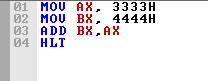 01 MOV AX, 3333H
02 MOV BX, 4444H
03 ADD BX,AX
04 HLT